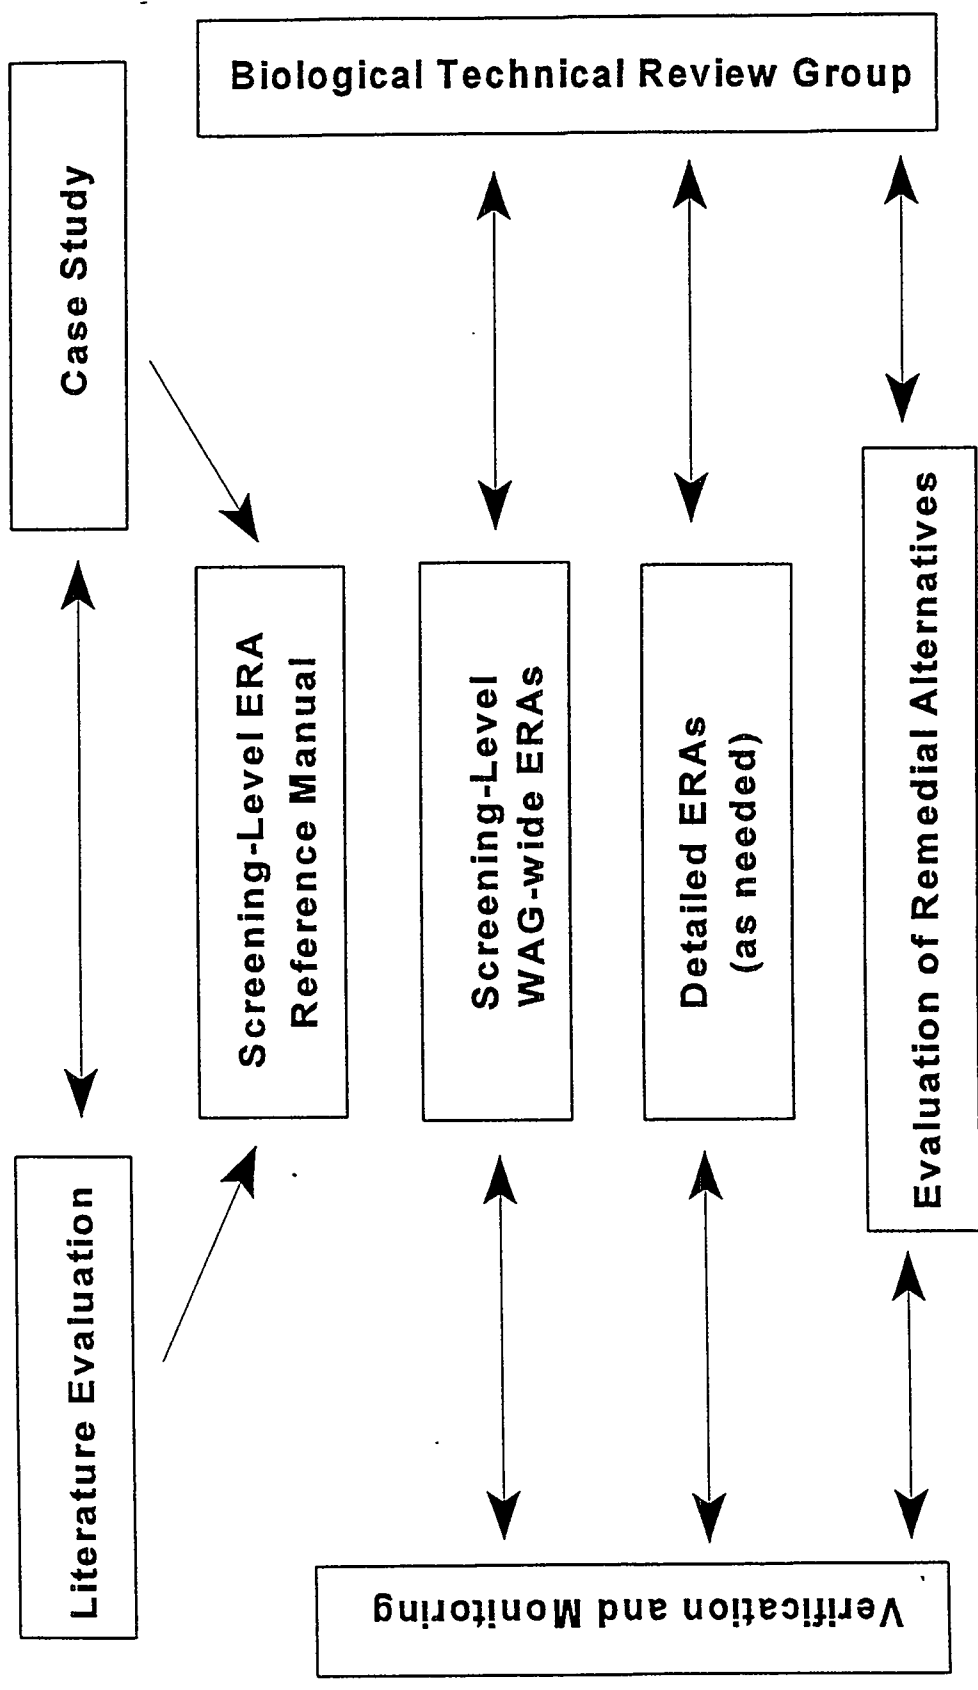 Literature Evaluation
Case Study
Screening-Level ERA
Reference Manual
Screening-Level
WAG-wide ERAs
Detailed ERAs
(as needed)
Evaluation of Remedial Alternatives
Verification and Monitoring
Biological Technical Review Group